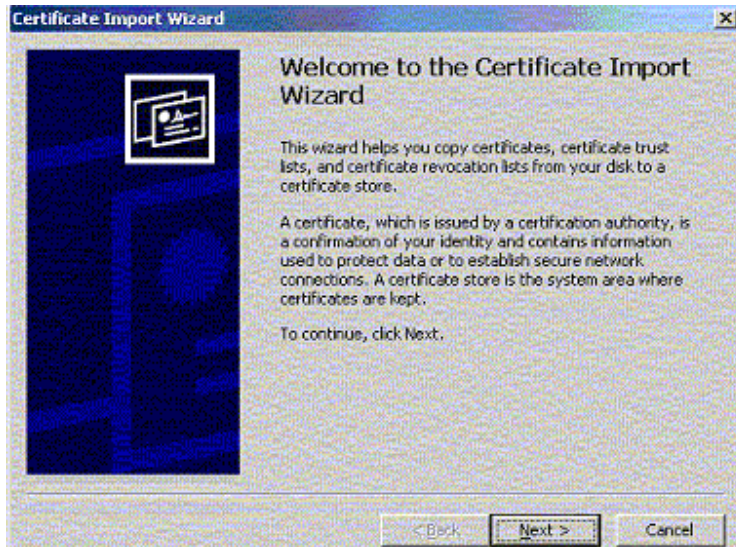 Certificate Import Wizard
Welcome to the Certificate Import
Wizard
This wizard helps you copy certificates, certificate trust
lists, and certificate revocation lists from your disk to a
certificate store.
A certificate, which is issued by a certification authority, is
a confirmation of your identity and contains information
used to protect data or to establish secure network
connections. A certificate store is the system area where
certificates are kept.
To continue, click Next.
< Back Next > Cancel